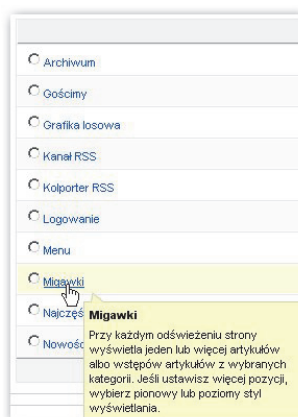 Archiwum
Gościmy
Grafika losowa
Kanał RSS
Kolporter RSS
Logowanie
Menu
Migawki
Najczęś
Nowośc
Migawki
Przy każdym odświeżeniu strony
wyświetla jeden lub więcej artykułów
albo wstępów artykułów z wybranych
kategorii. Jeśli ustawisz więcej pozycji,
wybierz pionowy lub poziomy styl
wyświetlania.